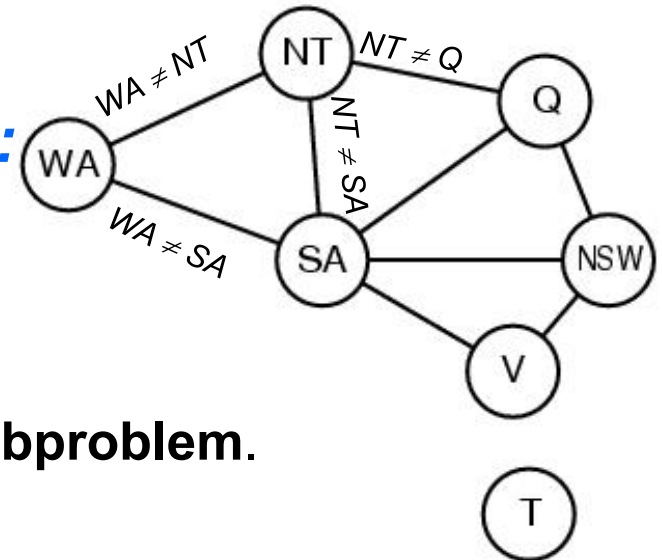 NT
NT ≠ Q
WA ≠ NT
Q
:
WA
NT ≠ SA
WA ≠ SA
SA
NSW
V
bproblem.
T